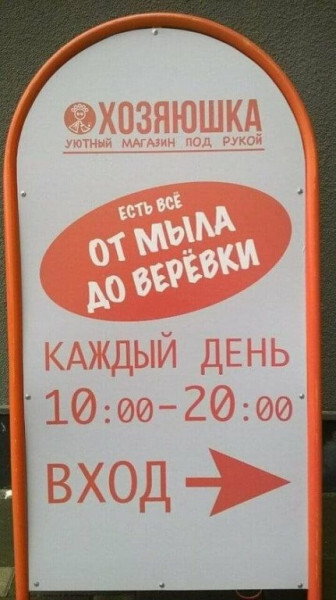 ХОЗЯЮШКА
УЮТНЫЙ МАГАЗИН ПОД РУКОЙ
ЕСТЬ ВСЁ
ОТ МЫЛА
ДО ВЕРЁВКИ
КАЖДЫЙ ДЕНЬ
10:00-20:00
ВХОД